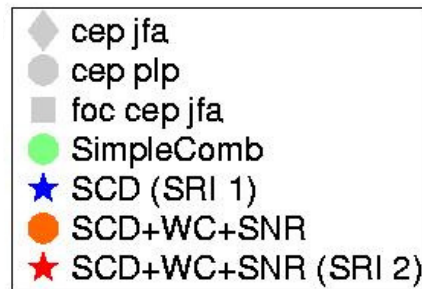 cep jfa
cep plp
foc cep jfa
SimpleComb
SCD (SRI 1)
SCD+WC+SNR
SCD+WC+SNR (SRI 2)